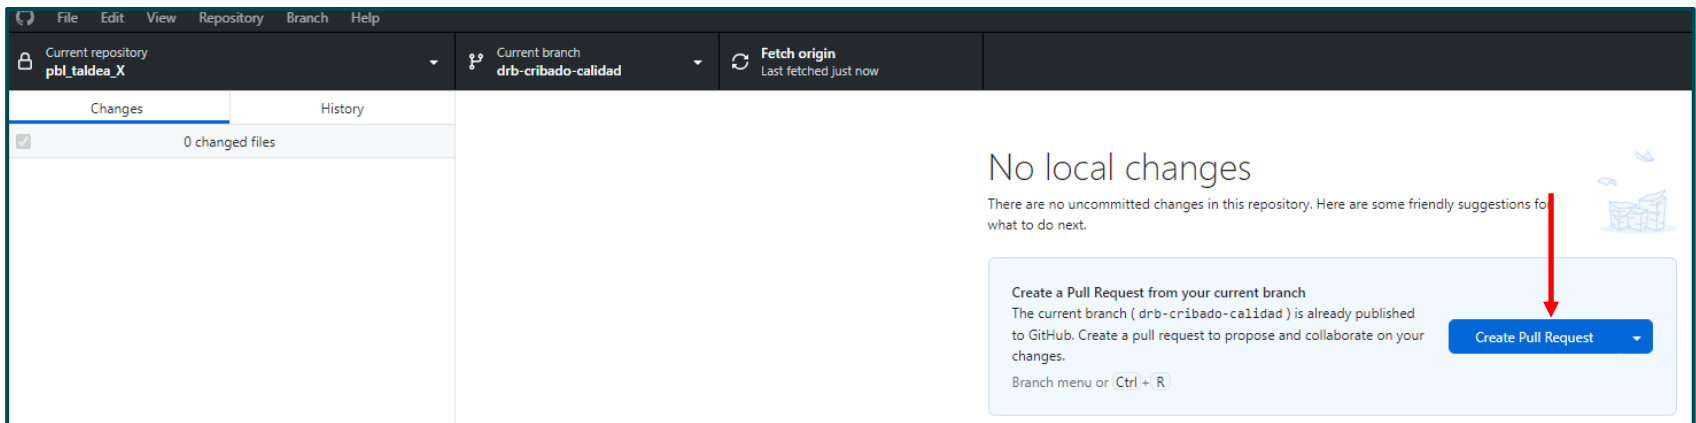 File Edit View Repository Branch Help
Current repository
pbl_taldea_X
Current branch
drb-cribado-calidad
Fetch origin
Last fetched just now
Changes History
0 changed files
No local changes
There are no uncommitted changes in this repository. Here are some friendly suggestions for
what to do next.
Create a Pull Request from your current branch
The current branch ( drb-cribado-calidad ) is already published
to GitHub. Create a pull request to propose and collaborate on your
changes.
Branch menu or Ctrl + R
Create Pull Request